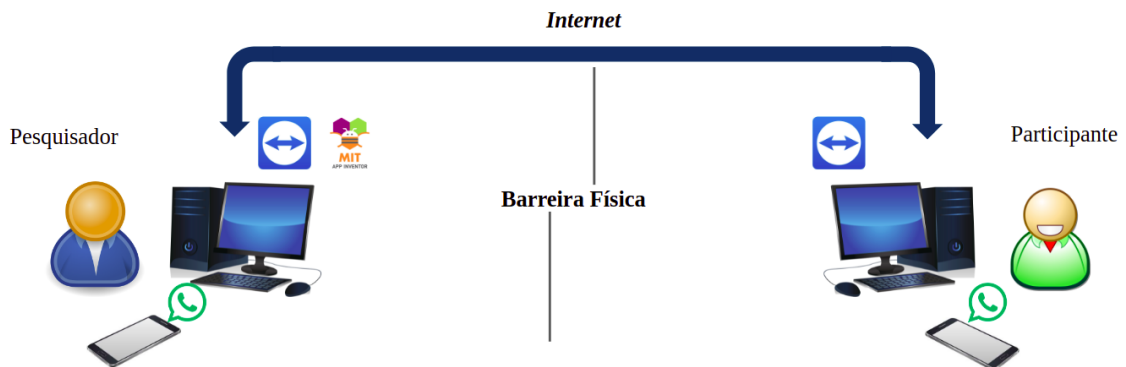 Internet
Pesquisador
MIT
APP INVENTOR
Participante
Barreira Física